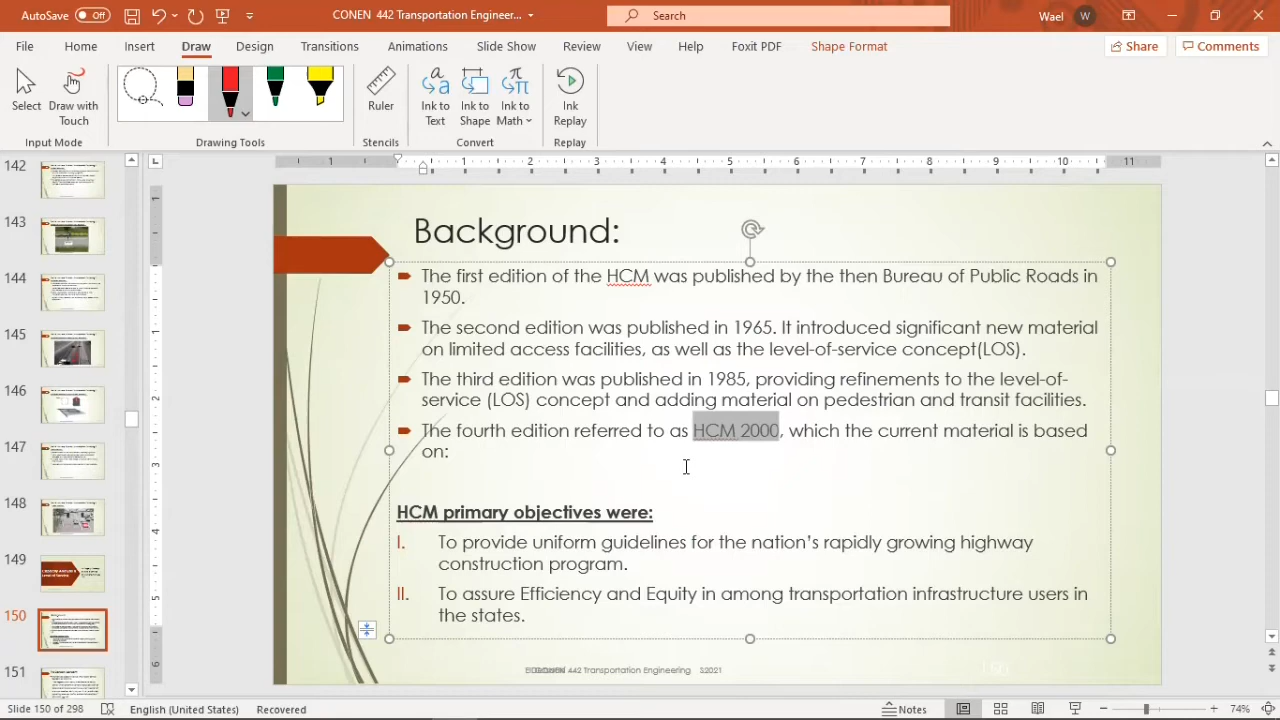 AutoSave Off CONEN 442 Transportation Engineer... Search Wael W
File Home Insert Draw Design Transitions Animations Slide Show Review View Help Foxit PDF Shape Format Share Comments
Select Draw with Touch Ruler Ink to Text Ink to Shape Ink to Math Ink Replay
Input Mode Drawing Tools Stencils Convert Replay
142
143
144
145
146
148
149
150
Background:
The first edition of the HCM was published by the then Bureau of Public Roads in
1950.
The second edition was published in 1965. It introduced significant new material
on limited access facilities, as well as the level-of-service concept(LOS).
The third edition was published in 1985, providing refinements to the level-of-
service (LOS) concept and adding material on pedestrian and transit facilities.
The fourth edition referred to as HCM 2000, which the current material is based
on:
HCM primary objectives were:
I. To provide uniform guidelines for the nation’s rapidly growing highway
construction program.
II. To assure Efficiency and Equity in among transportation infrastructure users in
the states.
442 Transportation Engineering S2021
Slide 150 of 298 English (United States) Recovered Notes 74%